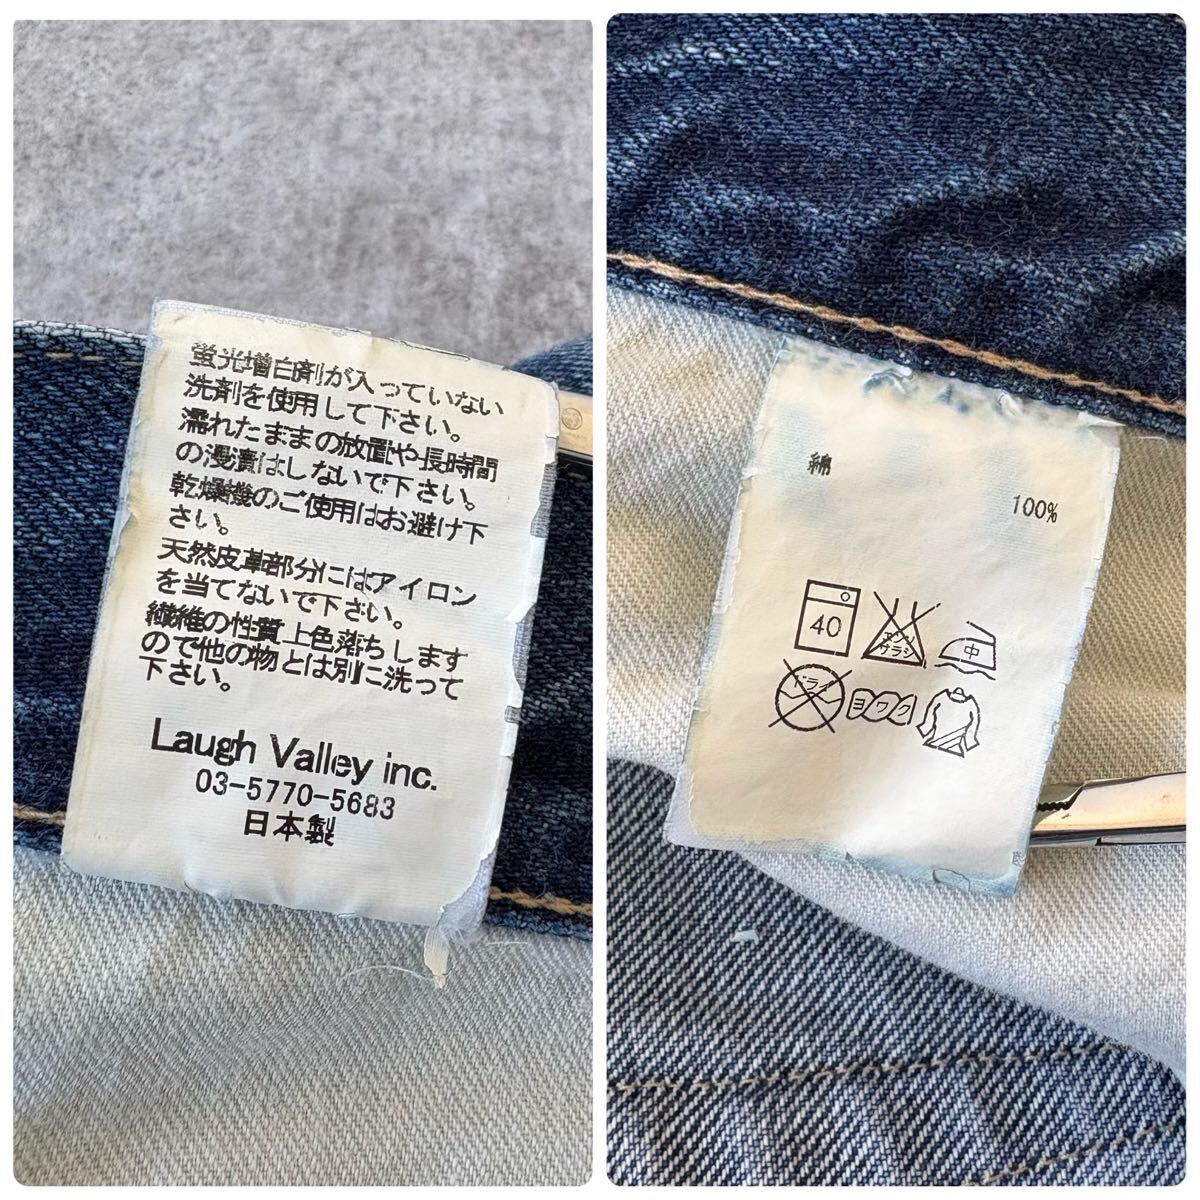 蛍光増白剤が入っていない
洗剤を使用して下さい。
濡れたままの放置や長時間
の浸漬はしないで下さい。
乾燥機のご使用はお避け下
さい。
天然皮革部分にはアイロン
を当てないで下さい。
繊維の性質上色落ちします
ので他の物とは別に洗って
下さい。
Laugh Valley inc.
03-5770-5683
日本製
綿
100%
40
エンソ
サラシ
中
ドライ
ヨワク